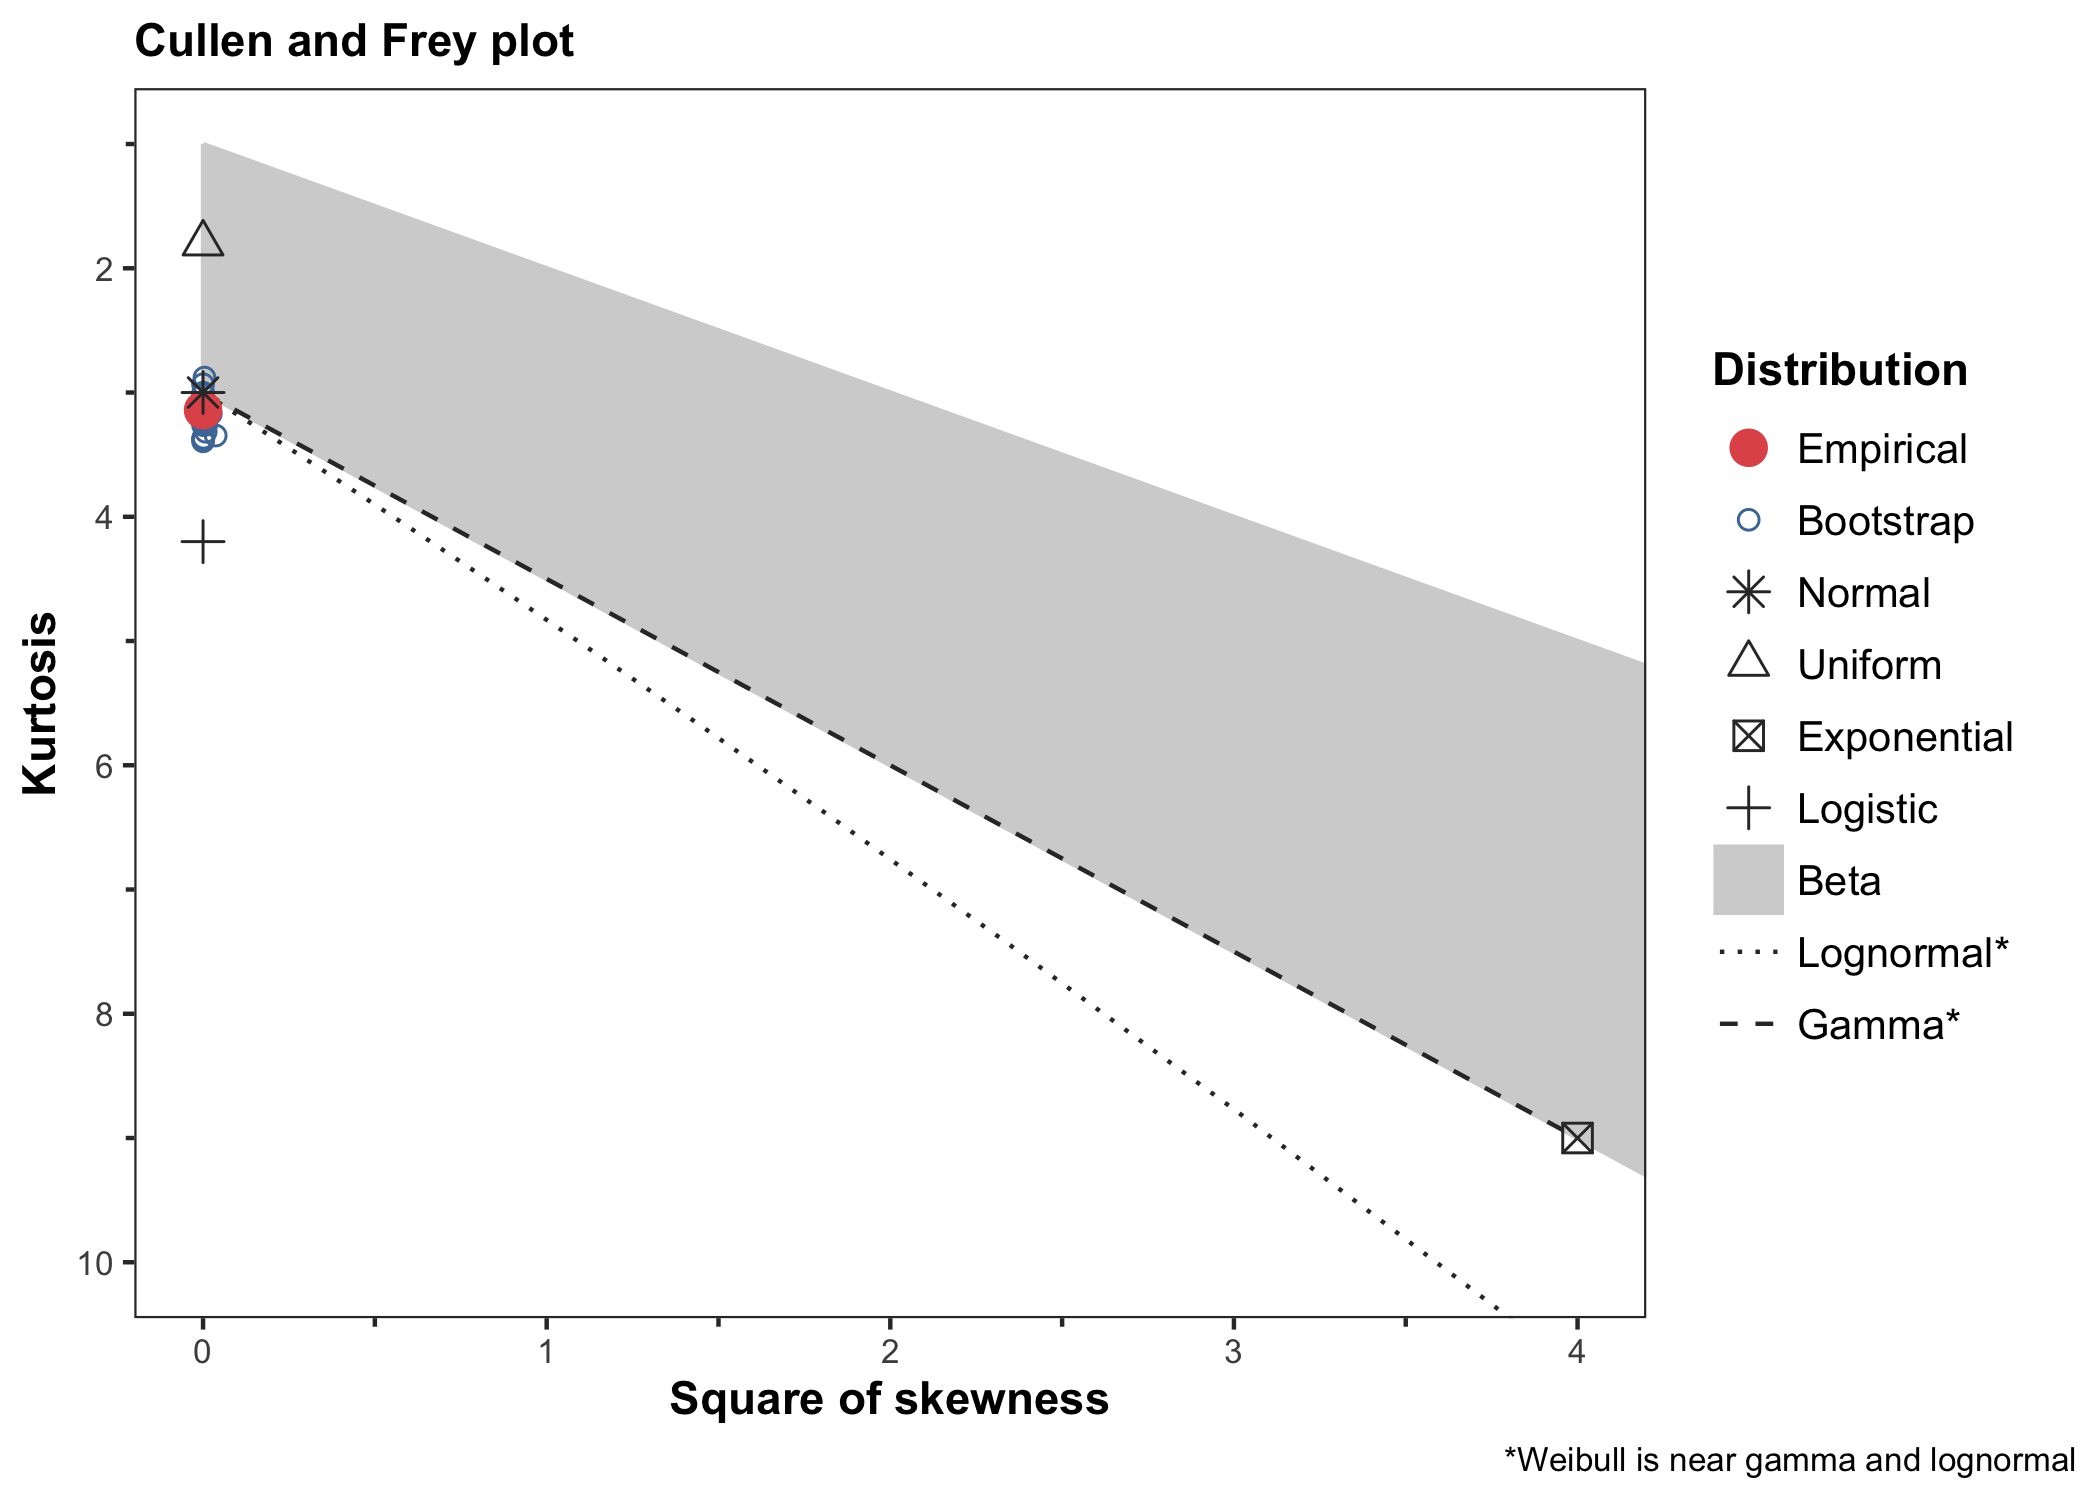 Cullen and Frey plot
Kurtosis
2
4
6
8
10
0 1 2 3 4
Square of skewness
Distribution
Empirical
Bootstrap
Normal
Uniform
Exponential
Logistic
Beta
Lognormal*
Gamma*
*Weibull is near gamma and lognormal